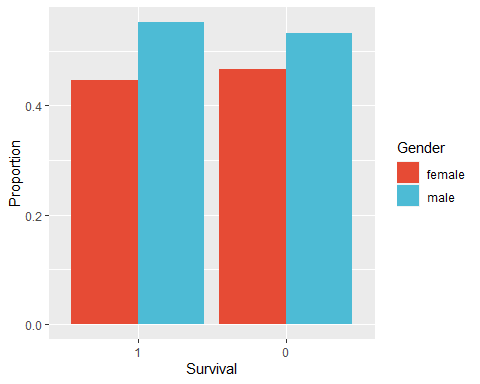 Proportion
0.4
0.2
0.0
1
0
Survival
Gender
female
male